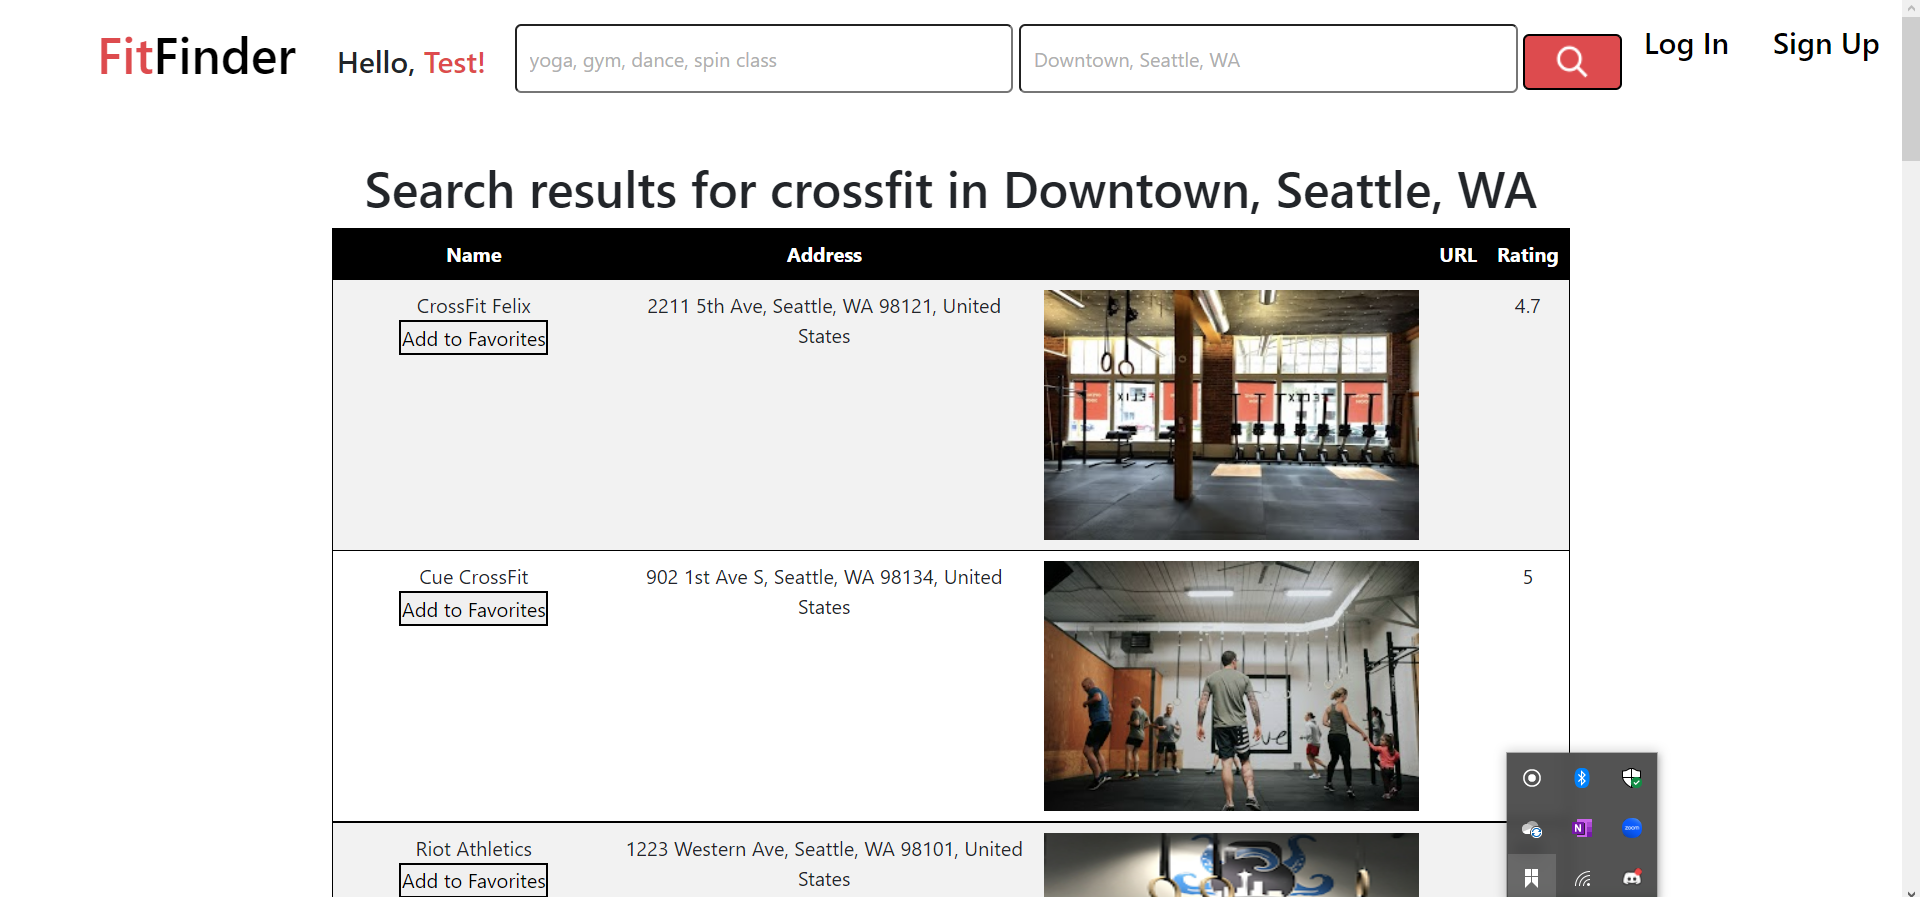 FitFinder
Hello, Test!
yoga, gym, dance, spin class
Downtown, Seattle, WA
Log In
Sign Up
Search results for crossfit in Downtown, Seattle, WA
Name Address URL Rating
CrossFit Felix
Add to Favorites
2211 5th Ave, Seattle, WA 98121, United
States
4.7
Cue CrossFit
Add to Favorites
902 1st Ave S, Seattle, WA 98134, United
States
5
Riot Athletics
Add to Favorites
1223 Western Ave, Seattle, WA 98101, United
States
N
zoom